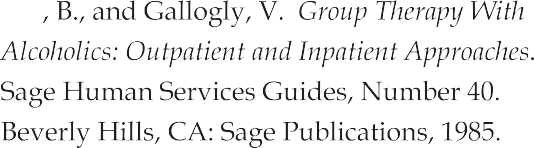 , B., and Gallogly, V. Group Therapy With
Alcoholics: Outpatient and Inpatient Approaches.
Sage Human Services Guides, Number 40.
Beverly Hills, CA: Sage Publications, 1985.